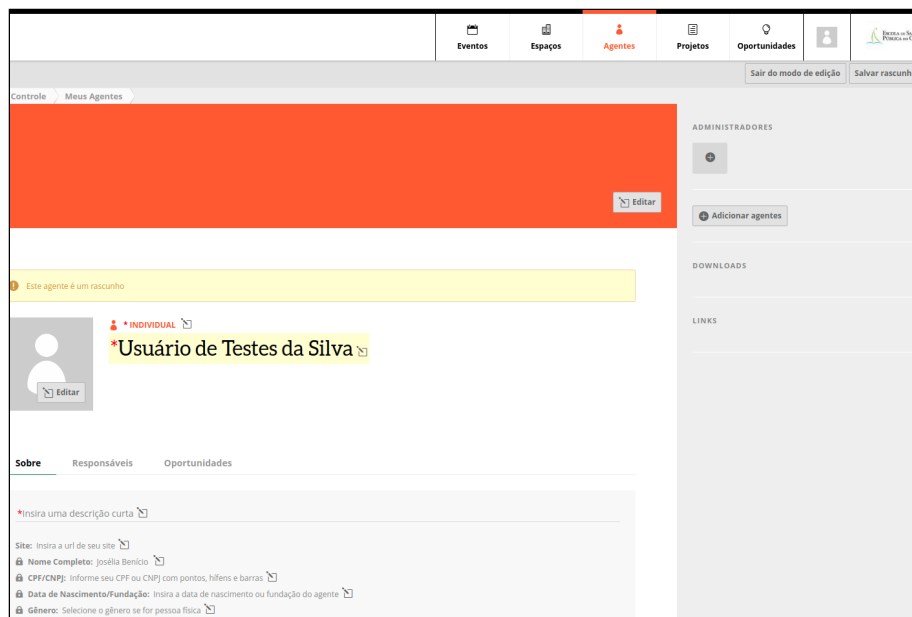 Eventos
Espaços
Agentes
Projetos
Oportunidades
Sair do modo de edição
Salvar rascunh
Controle
Meus Agentes
ADMINISTRADORES
Editar
Adicionar agentes
DOWNLOADS
Este agente é um rascunho
LINKS
*INDIVIDUAL
*Usuário de Testes da Silva
Editar
Sobre
Responsáveis
Oportunidades
*Insira uma descrição curta
Site: Insira a url de seu site
Nome Completo: Josélia Benício
CPF/CNPJ: Informe seu CPF ou CNPJ com pontos, hífens e barras
Data de Nascimento/Fundação: Insira a data de nascimento ou fundação do agente
Gênero: Selecione o gênero se for pessoa física